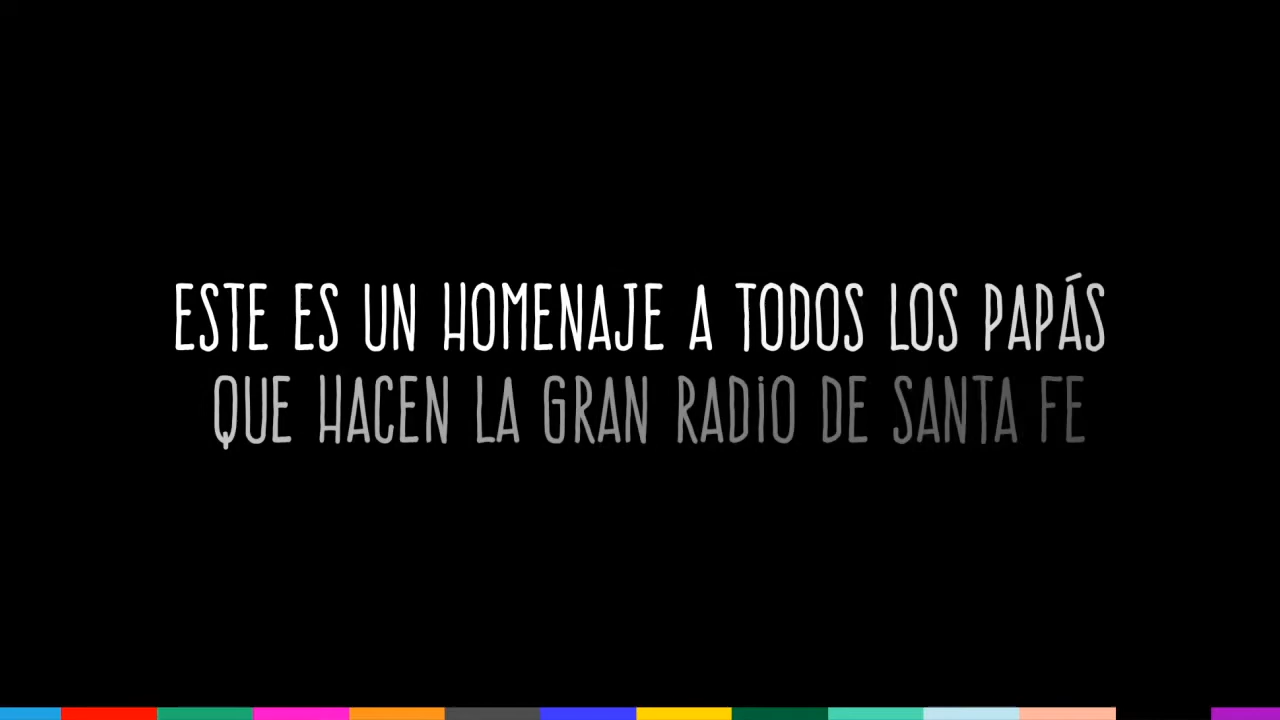 ESTE ES UN HOMENAJE A TODOS LOS PAPÁS
QUE HACEN LA GRAN RADIO DE SANTA FE